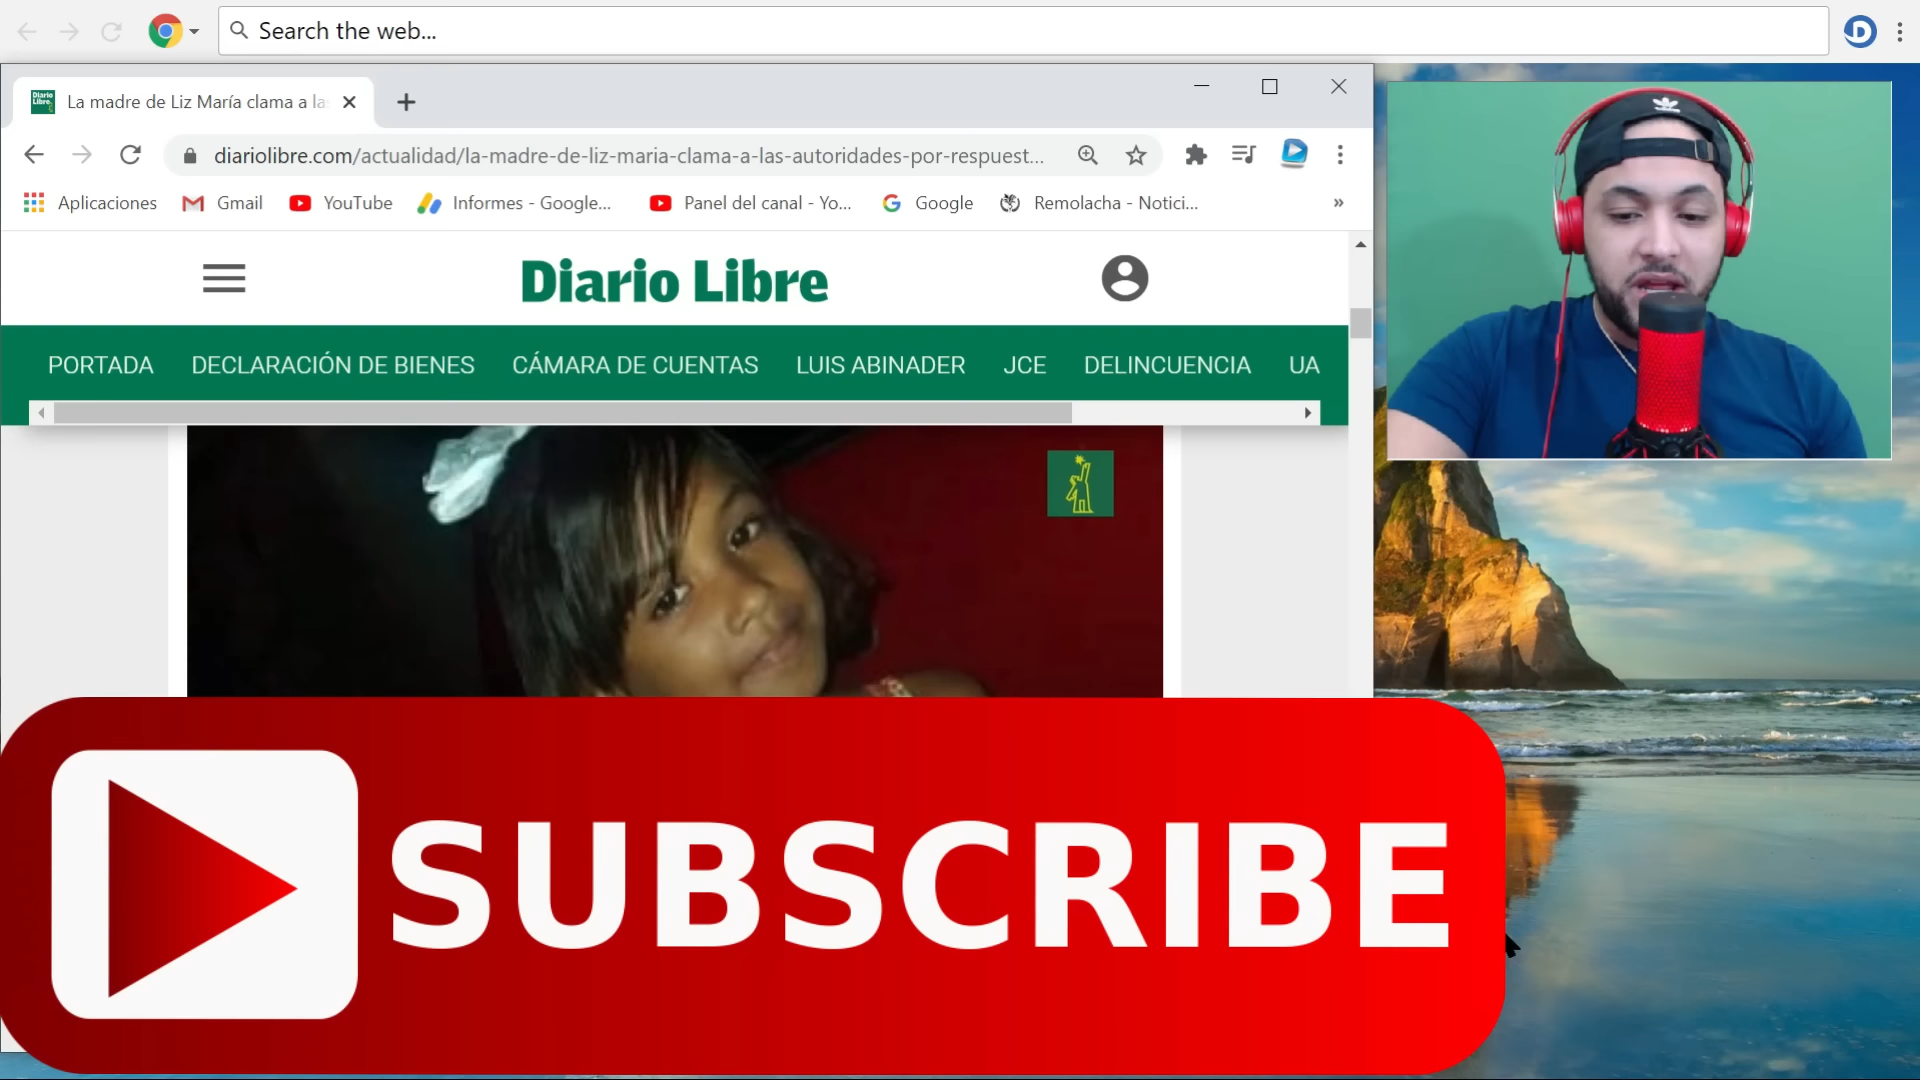 Search the web...
La madre de Liz María clama a la
diariolibre.com/actualidad/la-madre-de-liz-maria-clama-a-las-autoridades-por-respuest...
Aplicaciones
Gmail
YouTube
Informes - Google...
Panel del canal - Yo...
Google
Remolacha - Notici...
»
Diario Libre
PORTADA
DECLARACIÓN DE BIENES
CÁMARA DE CUENTAS
LUIS ABINADER
JCE
DELINCUENCIA
UA
SUBSCRIBE